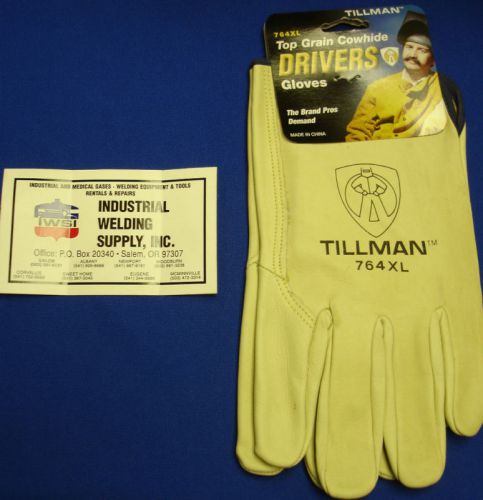 INDUSTRIAL AND MEDICAL GASES - WELDING EQUIPMENT & TOOLS
RENTALS & REPAIRS
IWSI
INDUSTRIAL
WELDING
SUPPLY, INC.
Office: P.O. Box 20340 • Salem, OR 97307
SALEM ALBANY NEWPORT WOODBURN
CORVALLIS SWEET HOME EUGENE MCMINNVILLE
TILLMAN™
764XL
Top Grain Cowhide
DRIVERS
Gloves
The Brand Pros
Demand
MADE IN CHINA
TILLMAN™
764XL